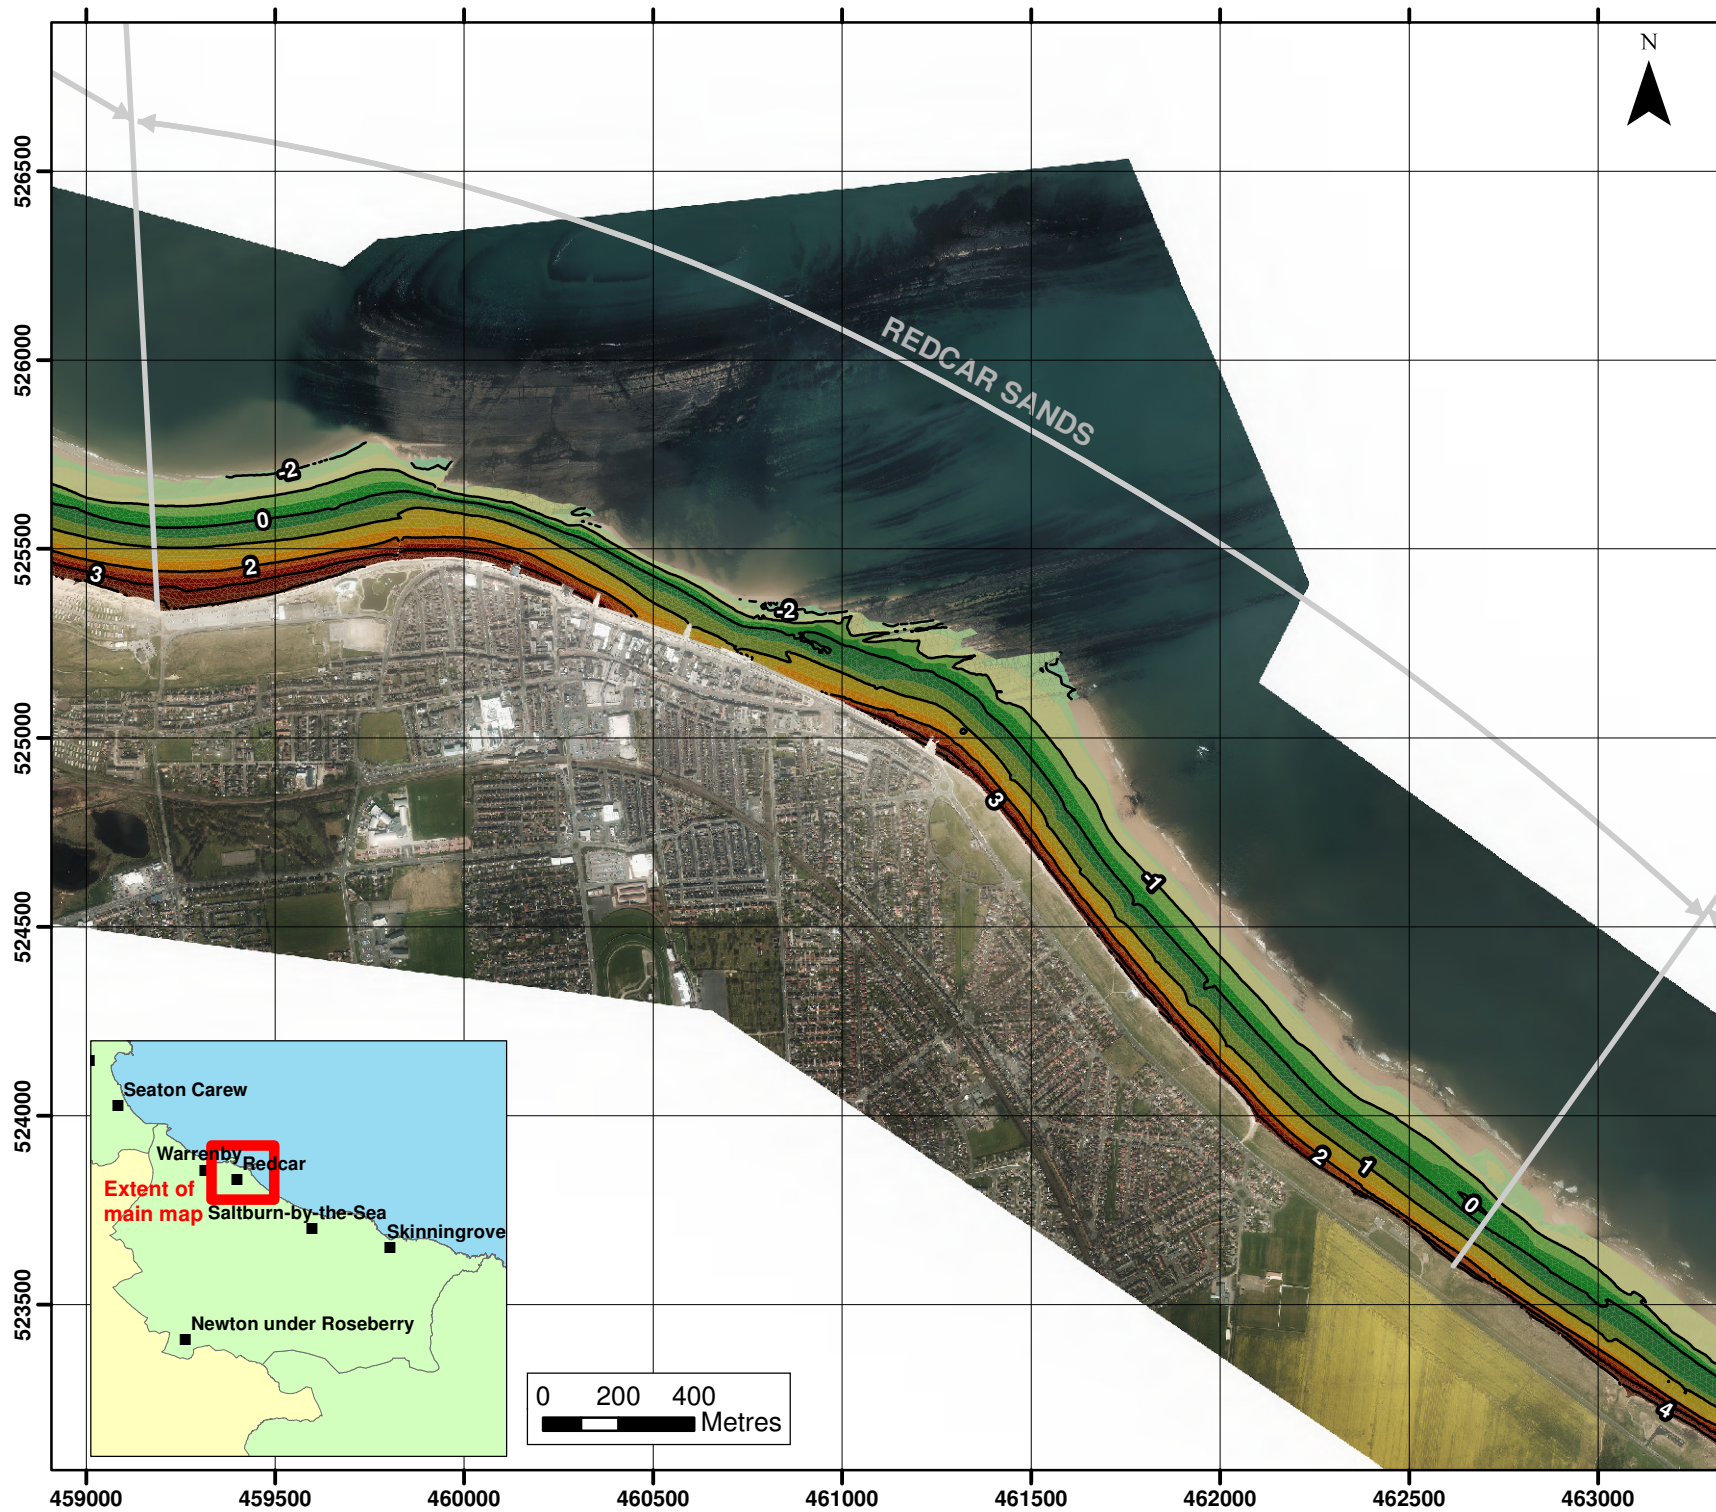 N
526500
526000
525500
525000
524500
524000
523500
REDCAR SANDS
-2
0
2
3
-2
3
-1
2
1
0
4
Seaton Carew
Warrenby
Redcar
Extent of
main map
Saltburn-by-the-Sea
Skinningrove
Newton under Roseberry
0 200 400
Metres
459000 459500 460000 460500 461000 461500 462000 462500 463000